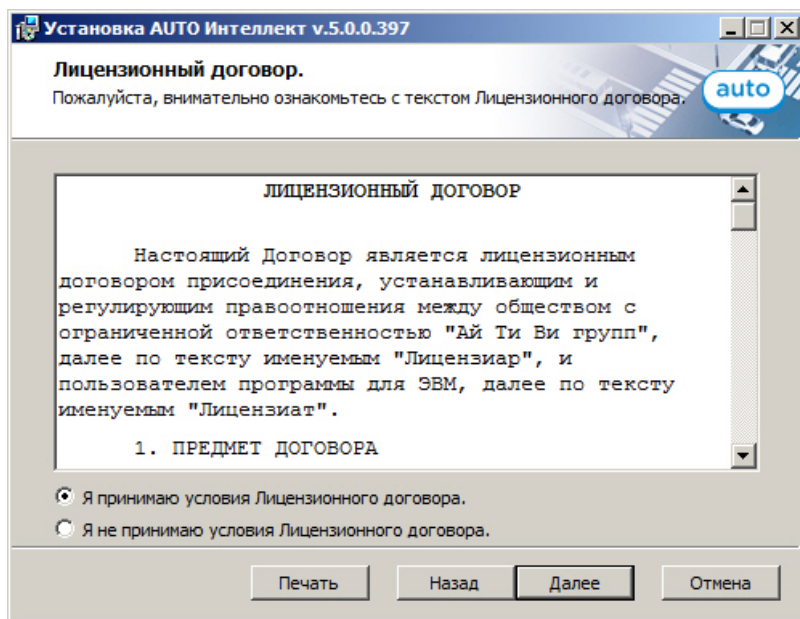 Установка AUTO Интеллект v.5.0.0.397
Лицензионный договор.
Пожалуйста, внимательно ознакомьтесь с текстом Лицензионного договора.
auto
ЛИЦЕНЗИОННЫЙ ДОГОВОР
Настоящий Договор является лицензионным
договором присоединения, устанавливающим и
регулирующим правоотношения между обществом с
ограниченной ответственностью "Ай Ти Ви групп",
далее по тексту именуемым "Лицензиар", и
пользователем программы для ЭВМ, далее по тексту
именуемым "Лицензиат".
1. ПРЕДМЕТ ДОГОВОРА
Я принимаю условия Лицензионного договора.
Я не принимаю условия Лицензионного договора.
Печать Назад Далее Отмена